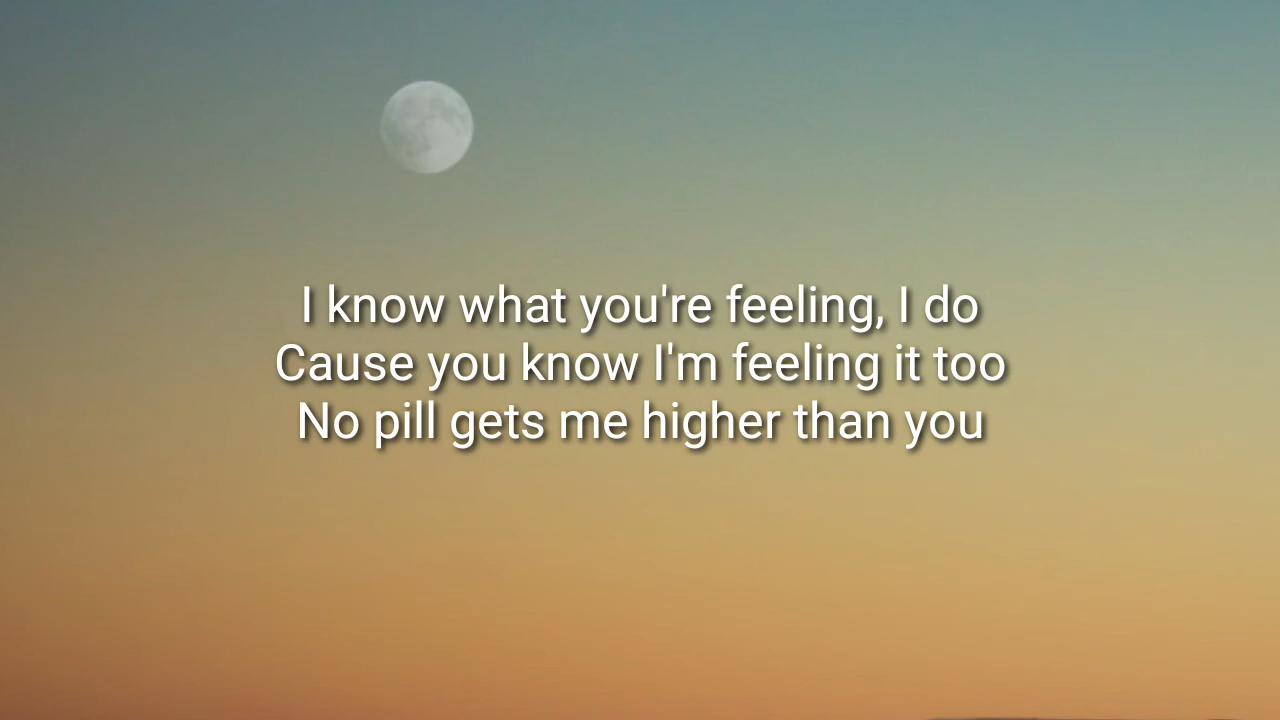 I know what you're feeling, I do
Cause you know I'm feeling it too
No pill gets me higher than you